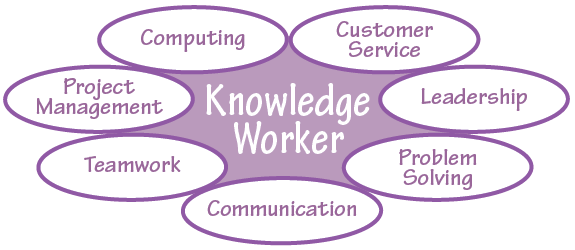 Computing
Customer
Service
Project
Management
Knowledge
Worker
Leadership
Teamwork
Problem
Solving
Communication